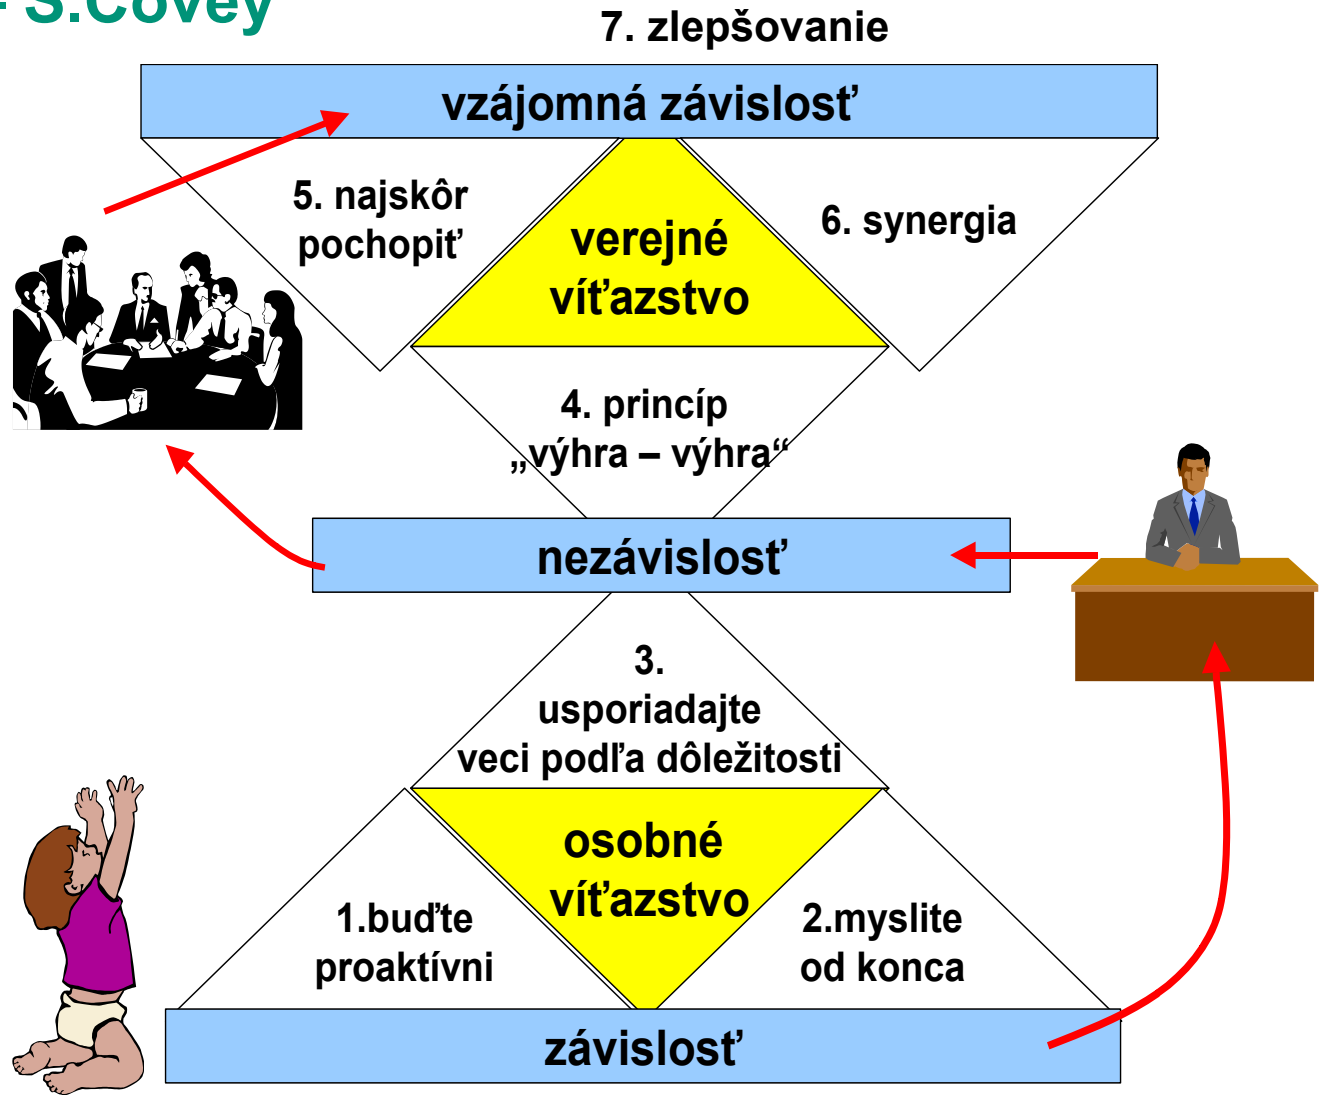 - S.Covey
7. zlepšovanie
vzájomná závislosť
5. najskôr
pochopiť
verejné
víťazstvo
6. synergia
4. princíp
„výhra – výhra“
nezávislosť
3.
usporiadajte
veci podľa dôležitosti
osobné
víťazstvo
1.buďte
proaktívni
2.myslite
od konca
závislosť